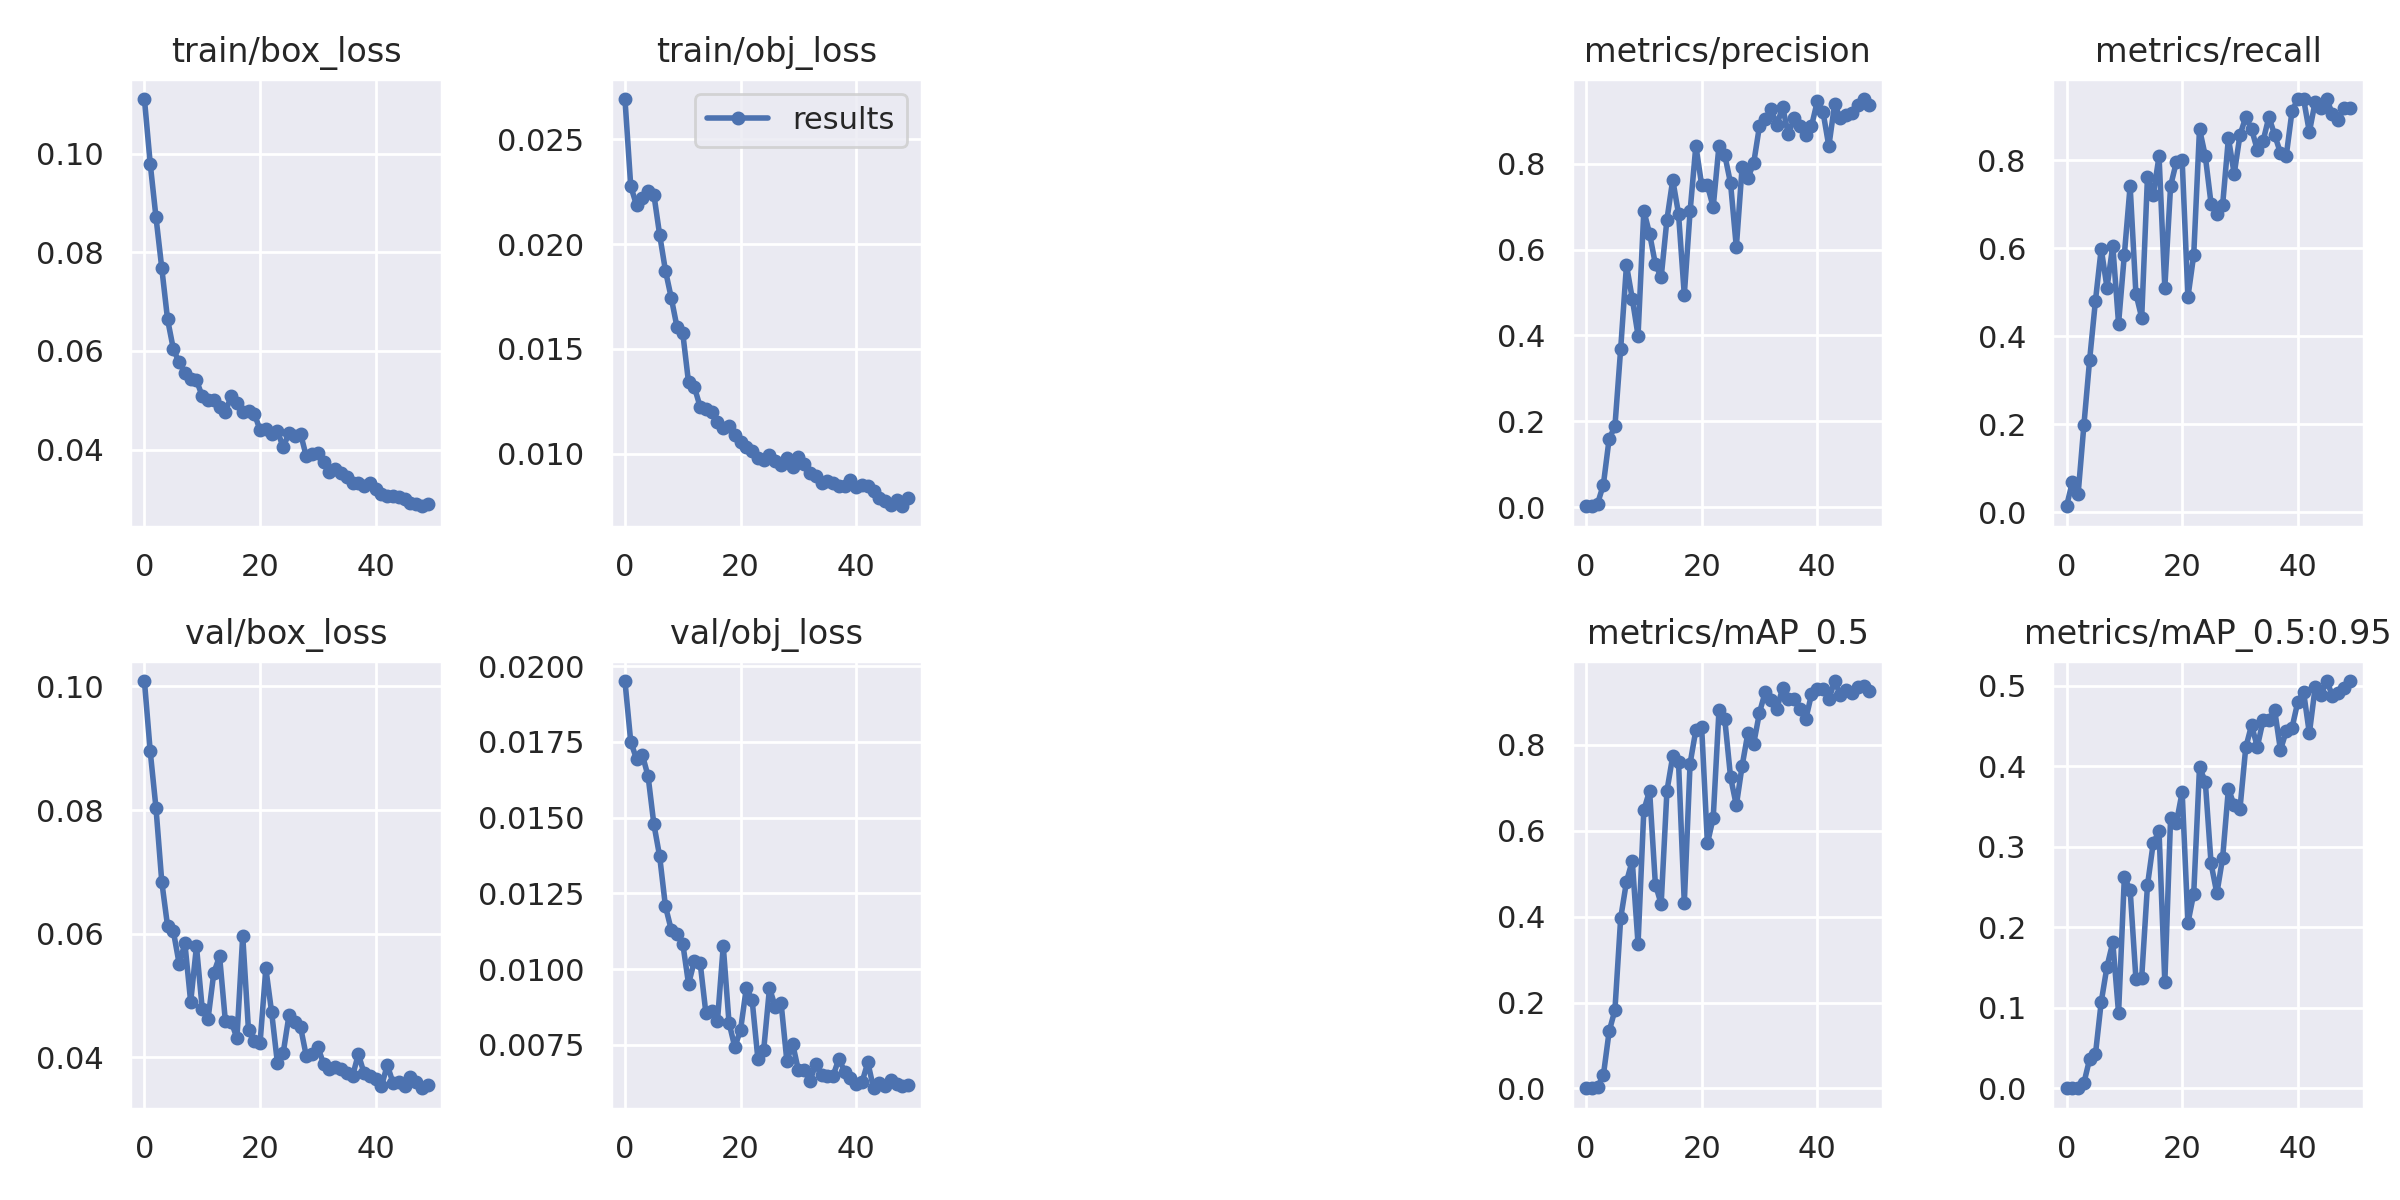 train/box_loss
train/obj_loss
metrics/precision
metrics/recall
results
0.10
0.08
0.06
0.04
0.025
0.020
0.015
0.010
0.8
0.6
0.4
0.2
0.0
0.8
0.6
0.4
0.2
0.0
0 20 40
0 20 40
0 20 40
0 20 40
val/box_loss
val/obj_loss
metrics/mAP_0.5
metrics/mAP_0.5:0.95
0.10
0.08
0.06
0.04
0.0200
0.0175
0.0150
0.0125
0.0100
0.0075
0.8
0.6
0.4
0.2
0.0
0.5
0.4
0.3
0.2
0.1
0.0
0 20 40
0 20 40
0 20 40
0 20 40